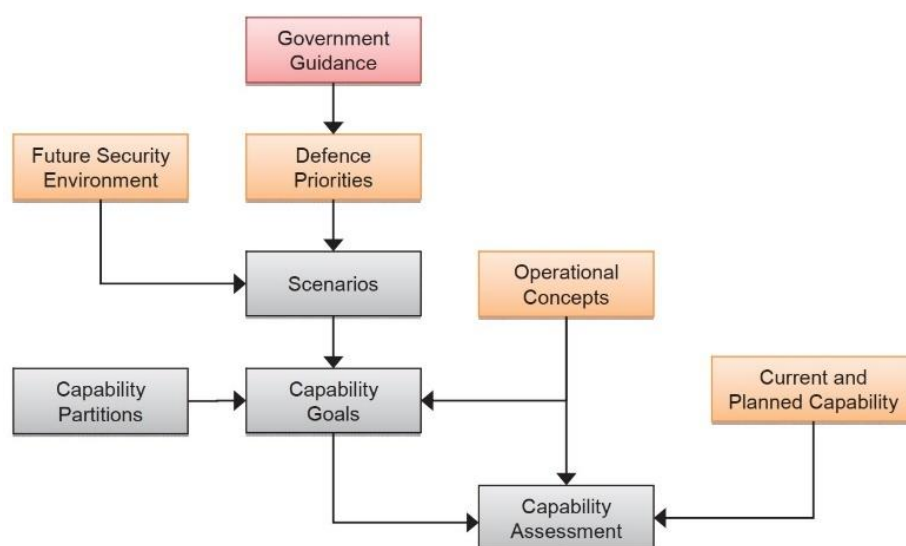 Government
Guidance
Future Security
Environment
Defence
Priorities
Scenarios
Operational
Concepts
Capability
Partitions
Capability
Goals
Current and
Planned Capability
Capability
Assessment